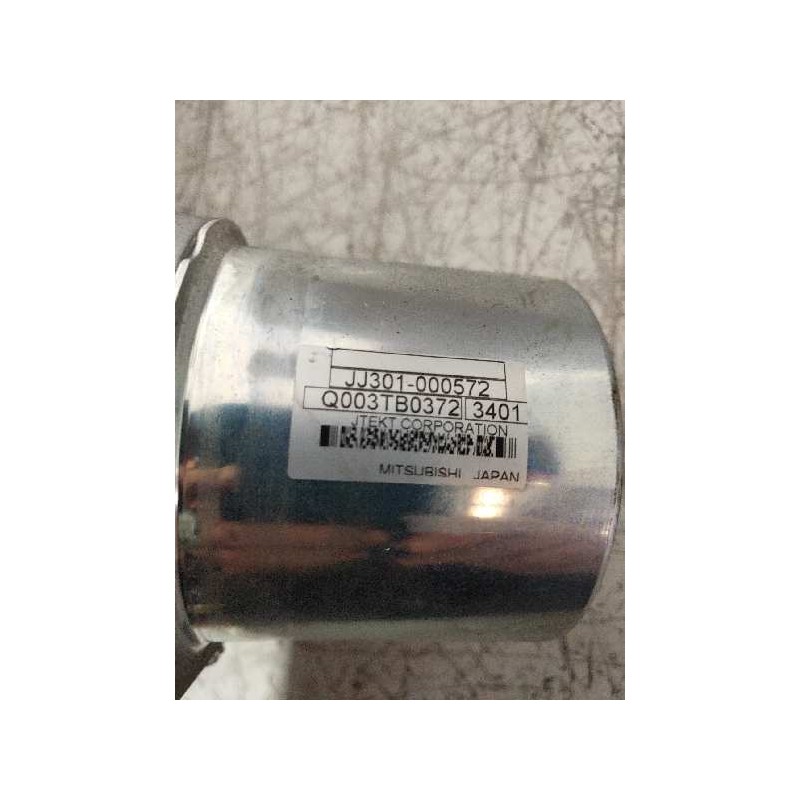 JJ301-000572
Q003TB0372 3401
JTEKT CORPORATION
MITSUBISHI JAPAN